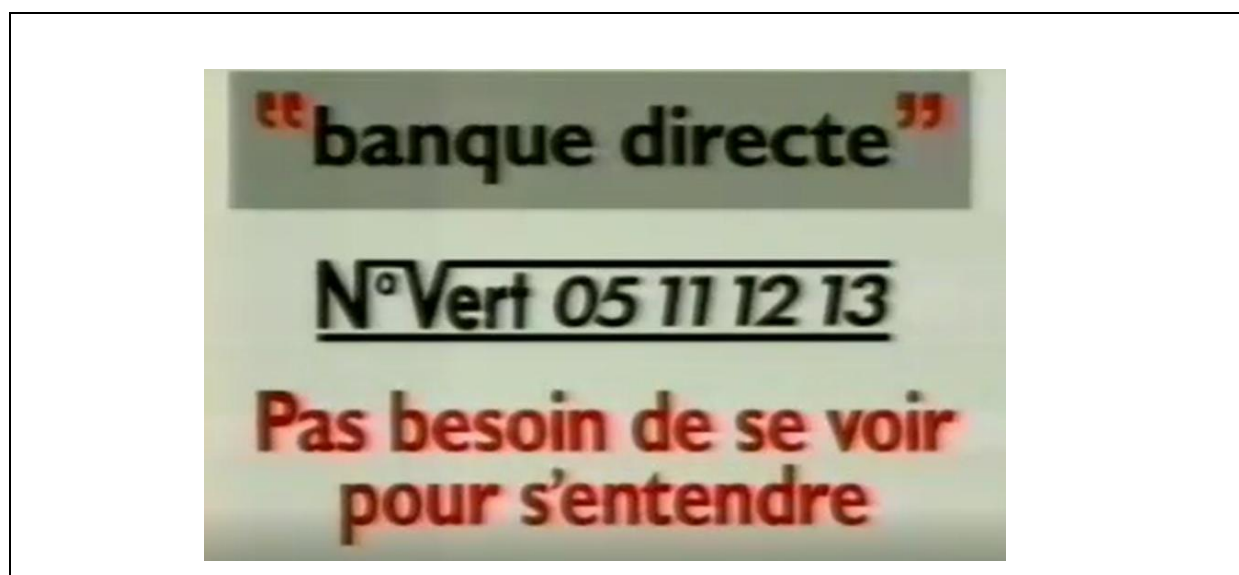 “banque directe”
N°Vert 05 11 12 13
Pas besoin de se voir
pour s'entendre